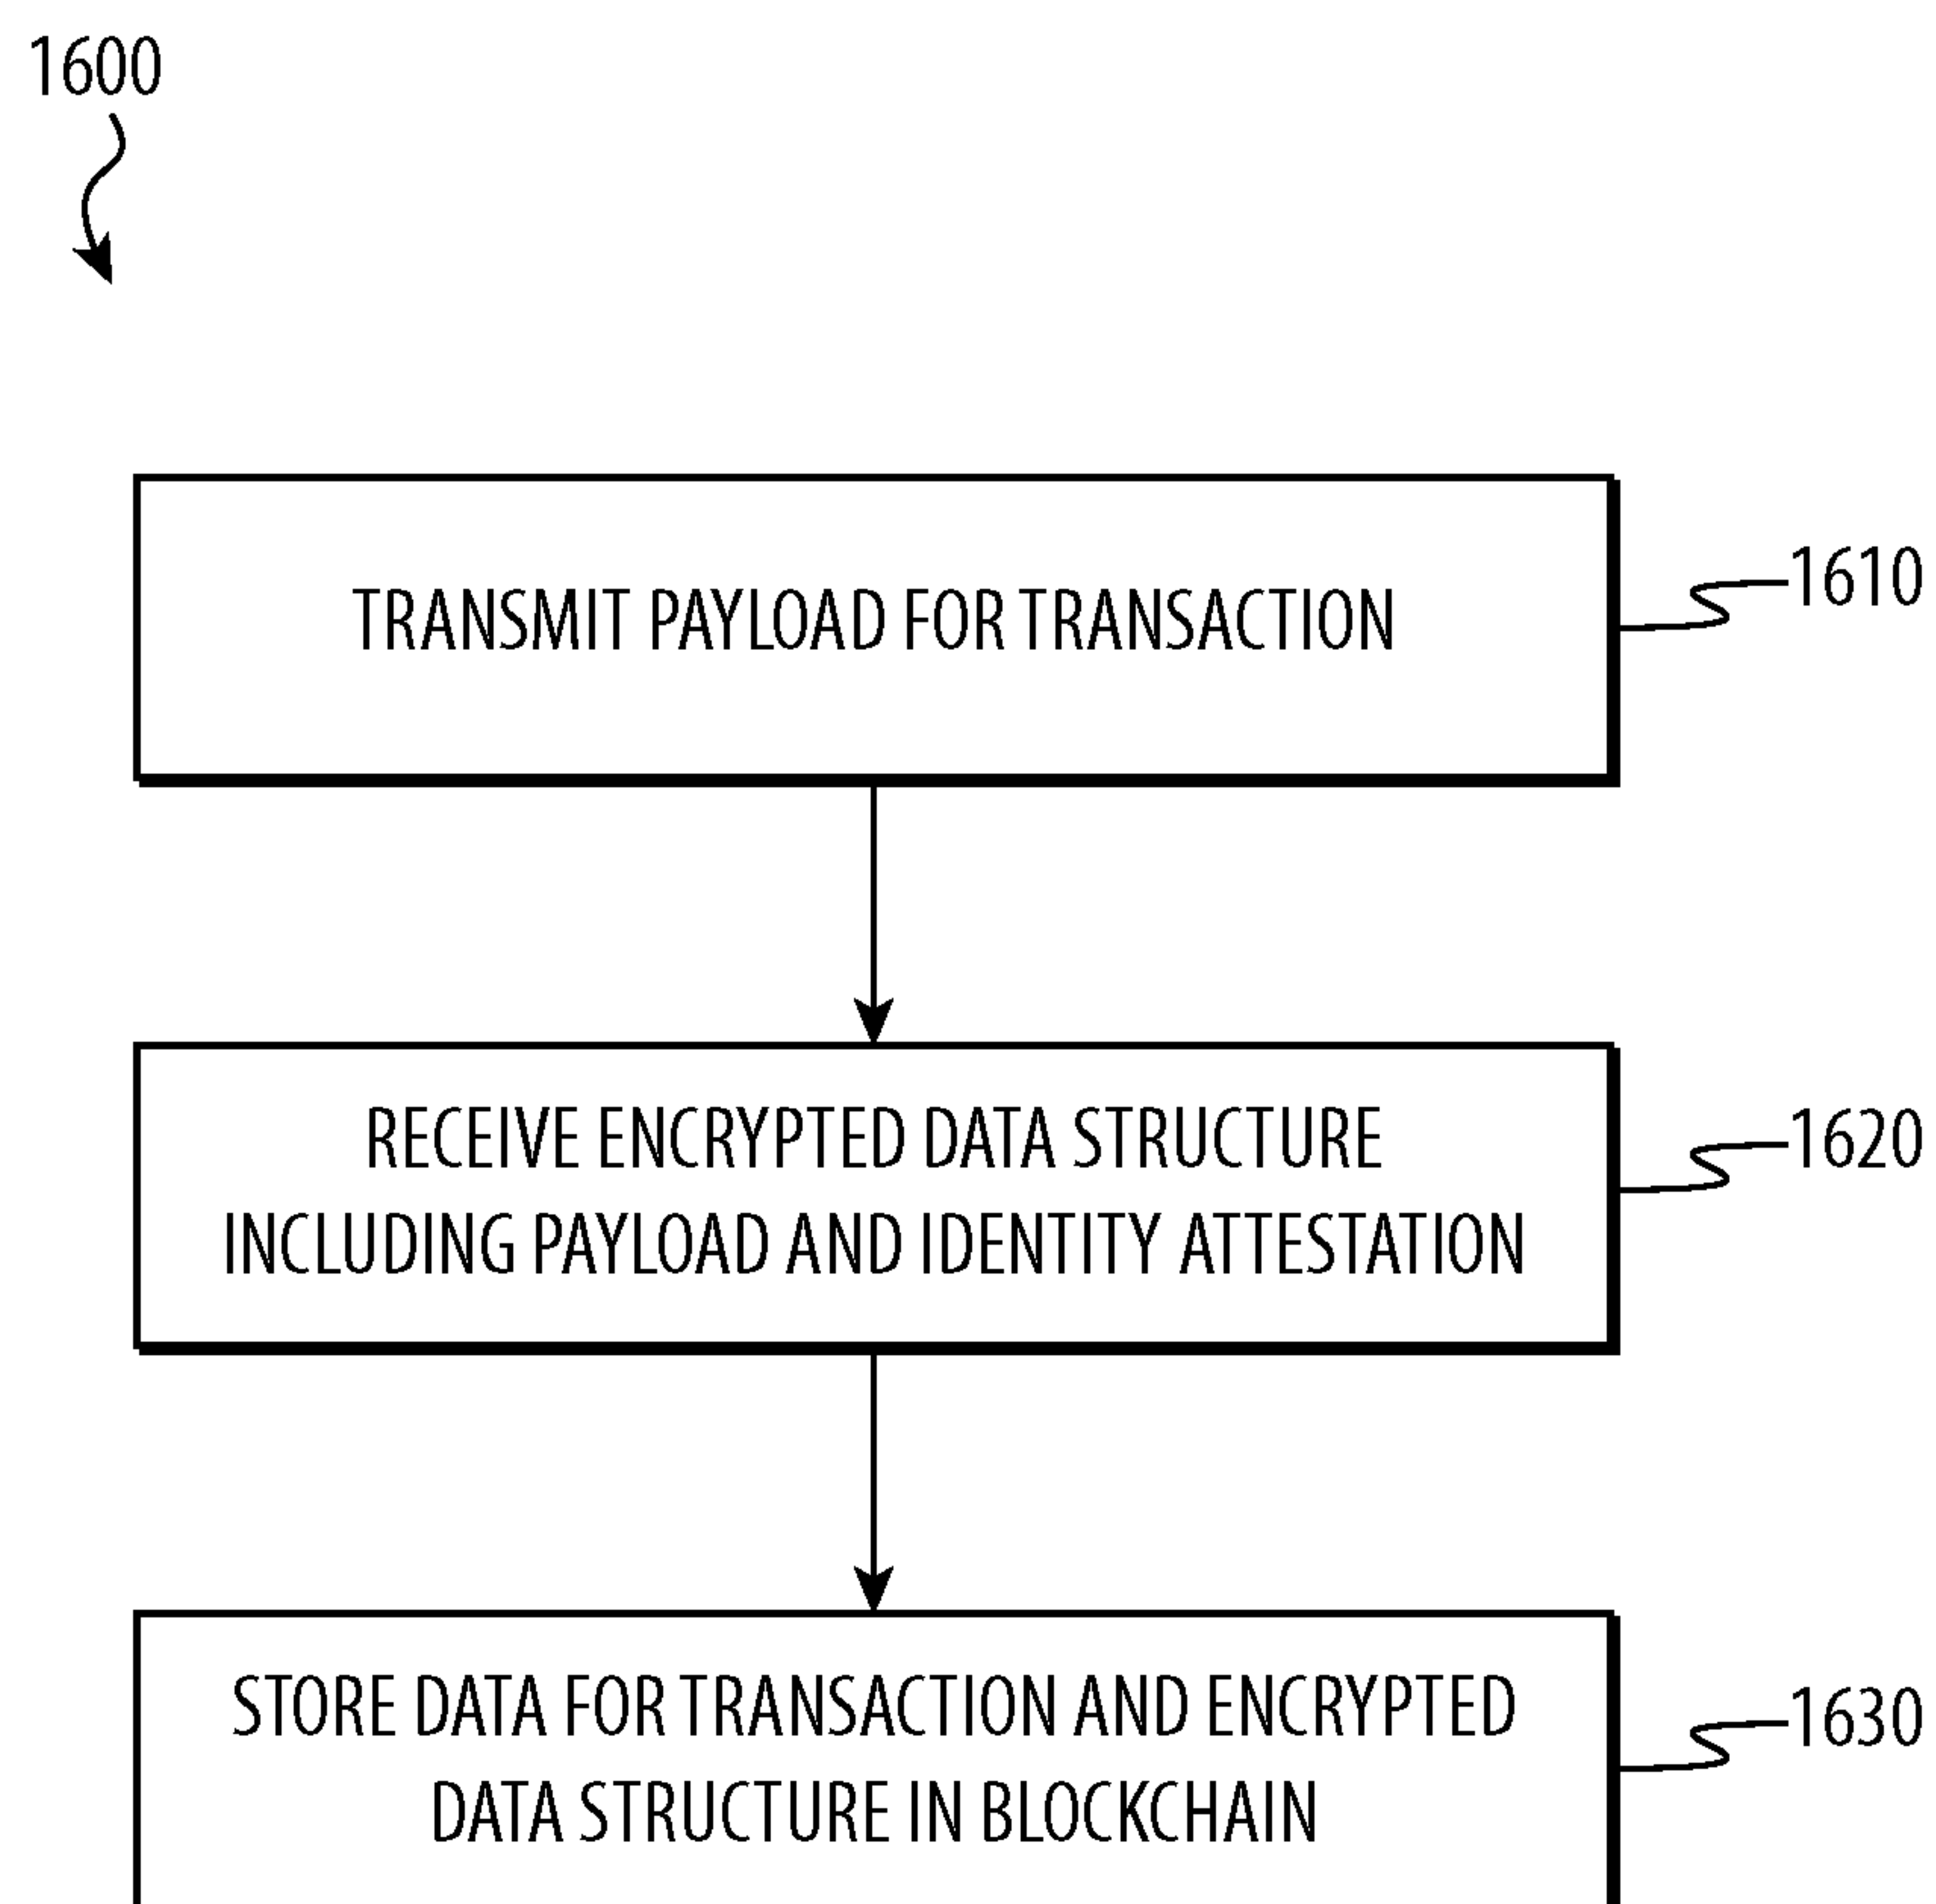 1600
TRANSMIT PAYLOAD FOR TRANSACTION
1610
RECEIVE ENCRYPTED DATA STRUCTURE
INCLUDING PAYLOAD AND IDENTITY ATTESTATION
1620
STORE DATA FOR TRANSACTION AND ENCRYPTED
DATA STRUCTURE IN BLOCKCHAIN
1630